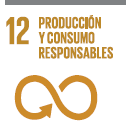 12 PRODUCCIÓN
Y CONSUMO
RESPONSABLES